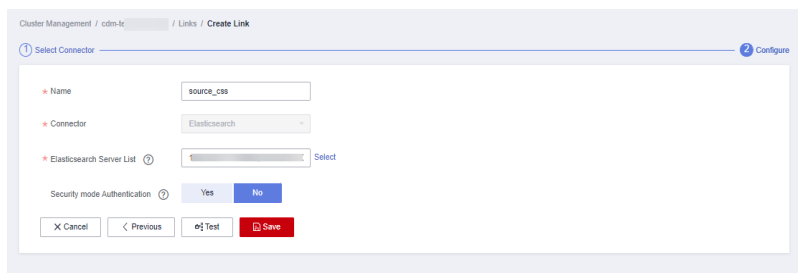 Cluster Management / cdm-te / Links / Create Link
1 Select Connector
2 Configure
* Name source_css
* Connector Elasticsearch
* Elasticsearch Server List ? Select
Security mode Authentication ? Yes No
X Cancel < Previous Test Save